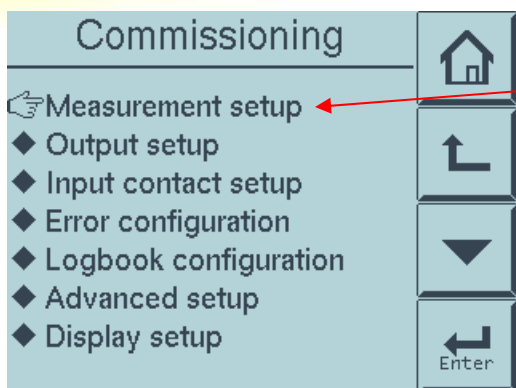 Commissioning
Measurement setup
Output setup
Input contact setup
Error configuration
Logbook configuration
Advanced setup
Display setup
Enter